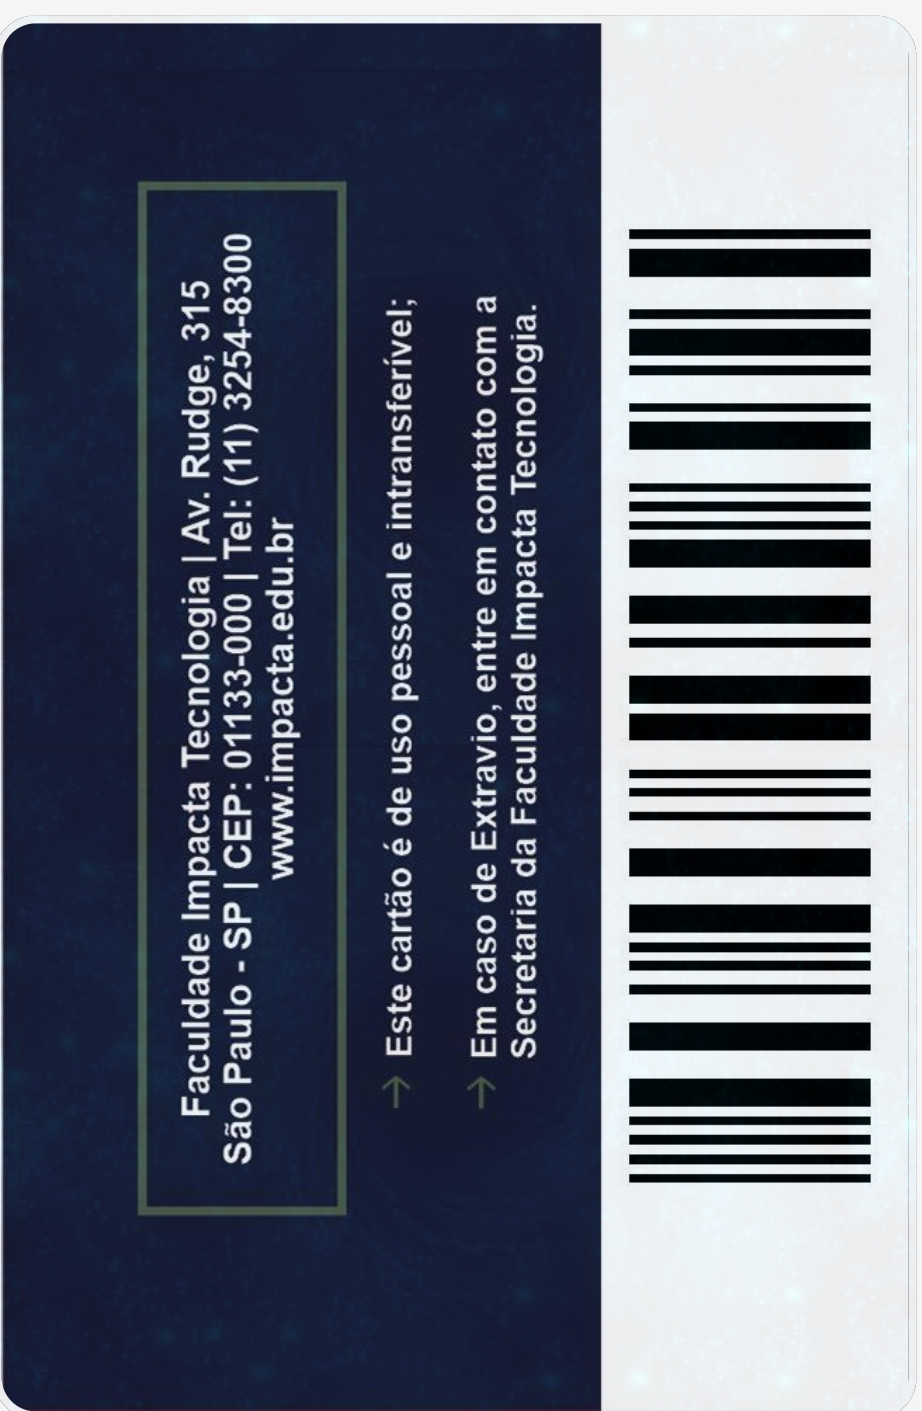 Faculdade Impacta Tecnologia | Av. Rudge, 315
São Paulo - SP | CEP: 01133-000 | Tel: (11) 3254-8300
www.impacta.edu.br
→ Este cartão é de uso pessoal e intransferível;
→ Em caso de Extravio, entre em contato com a
Secretaria da Faculdade Impacta Tecnologia.